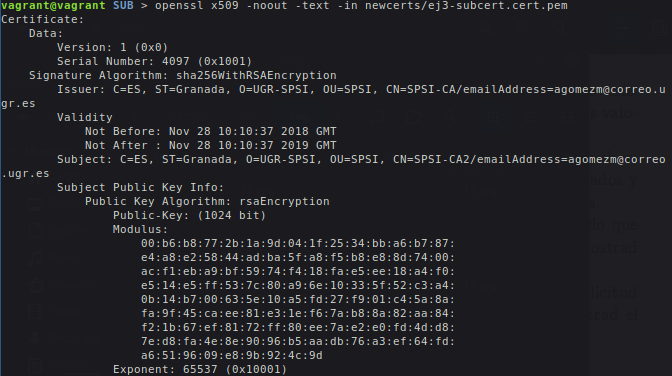 vagrant@vagrant SUB > openssl x509 -noout -text -in newcerts/ej3-subcert.cert.pem
Certificate:
    Data:
        Version: 1 (0x0)
        Serial Number: 4097 (0x1001)
    Signature Algorithm: sha256WithRSAEncryption
        Issuer: C=ES, ST=Granada, O=UGR-SPSI, OU=SPSI, CN=SPSI-CA/emailAddress=agomezm@correo.u
gr.es
        Validity
            Not Before: Nov 28 10:10:37 2018 GMT
            Not After : Nov 28 10:10:37 2019 GMT
        Subject: C=ES, ST=Granada, O=UGR-SPSI, OU=SPSI, CN=SPSI-CA2/emailAddress=agomezm@correo
.ugr.es
        Subject Public Key Info:
            Public Key Algorithm: rsaEncryption
                Public-Key: (1024 bit)
                Modulus:
                    00:b6:b8:77:2b:1a:9d:04:1f:25:34:bb:a6:b7:87:
                    e4:a8:e2:58:44:ad:ba:5f:a8:f5:b8:e8:8d:74:00:
                    ac:f1:eb:a9:bf:59:74:f4:18:fa:e5:ee:18:a4:f0:
                    e5:14:e5:ff:53:7c:80:a9:6e:10:33:5f:52:c3:a4:
                    0b:14:b7:00:63:5e:10:a5:fd:27:f9:01:c4:5a:8a:
                    fa:9f:45:ca:ee:81:e3:1e:f6:7a:b8:8a:82:aa:84:
                    f2:1b:67:ef:81:72:ff:80:ee:7a:e2:e0:fd:4d:d8:
                    7e:d8:fa:4e:8e:90:96:b5:aa:db:76:a3:ef:64:fd:
                    a6:51:96:09:e8:9b:92:4c:9d
                Exponent: 65537 (0x10001)